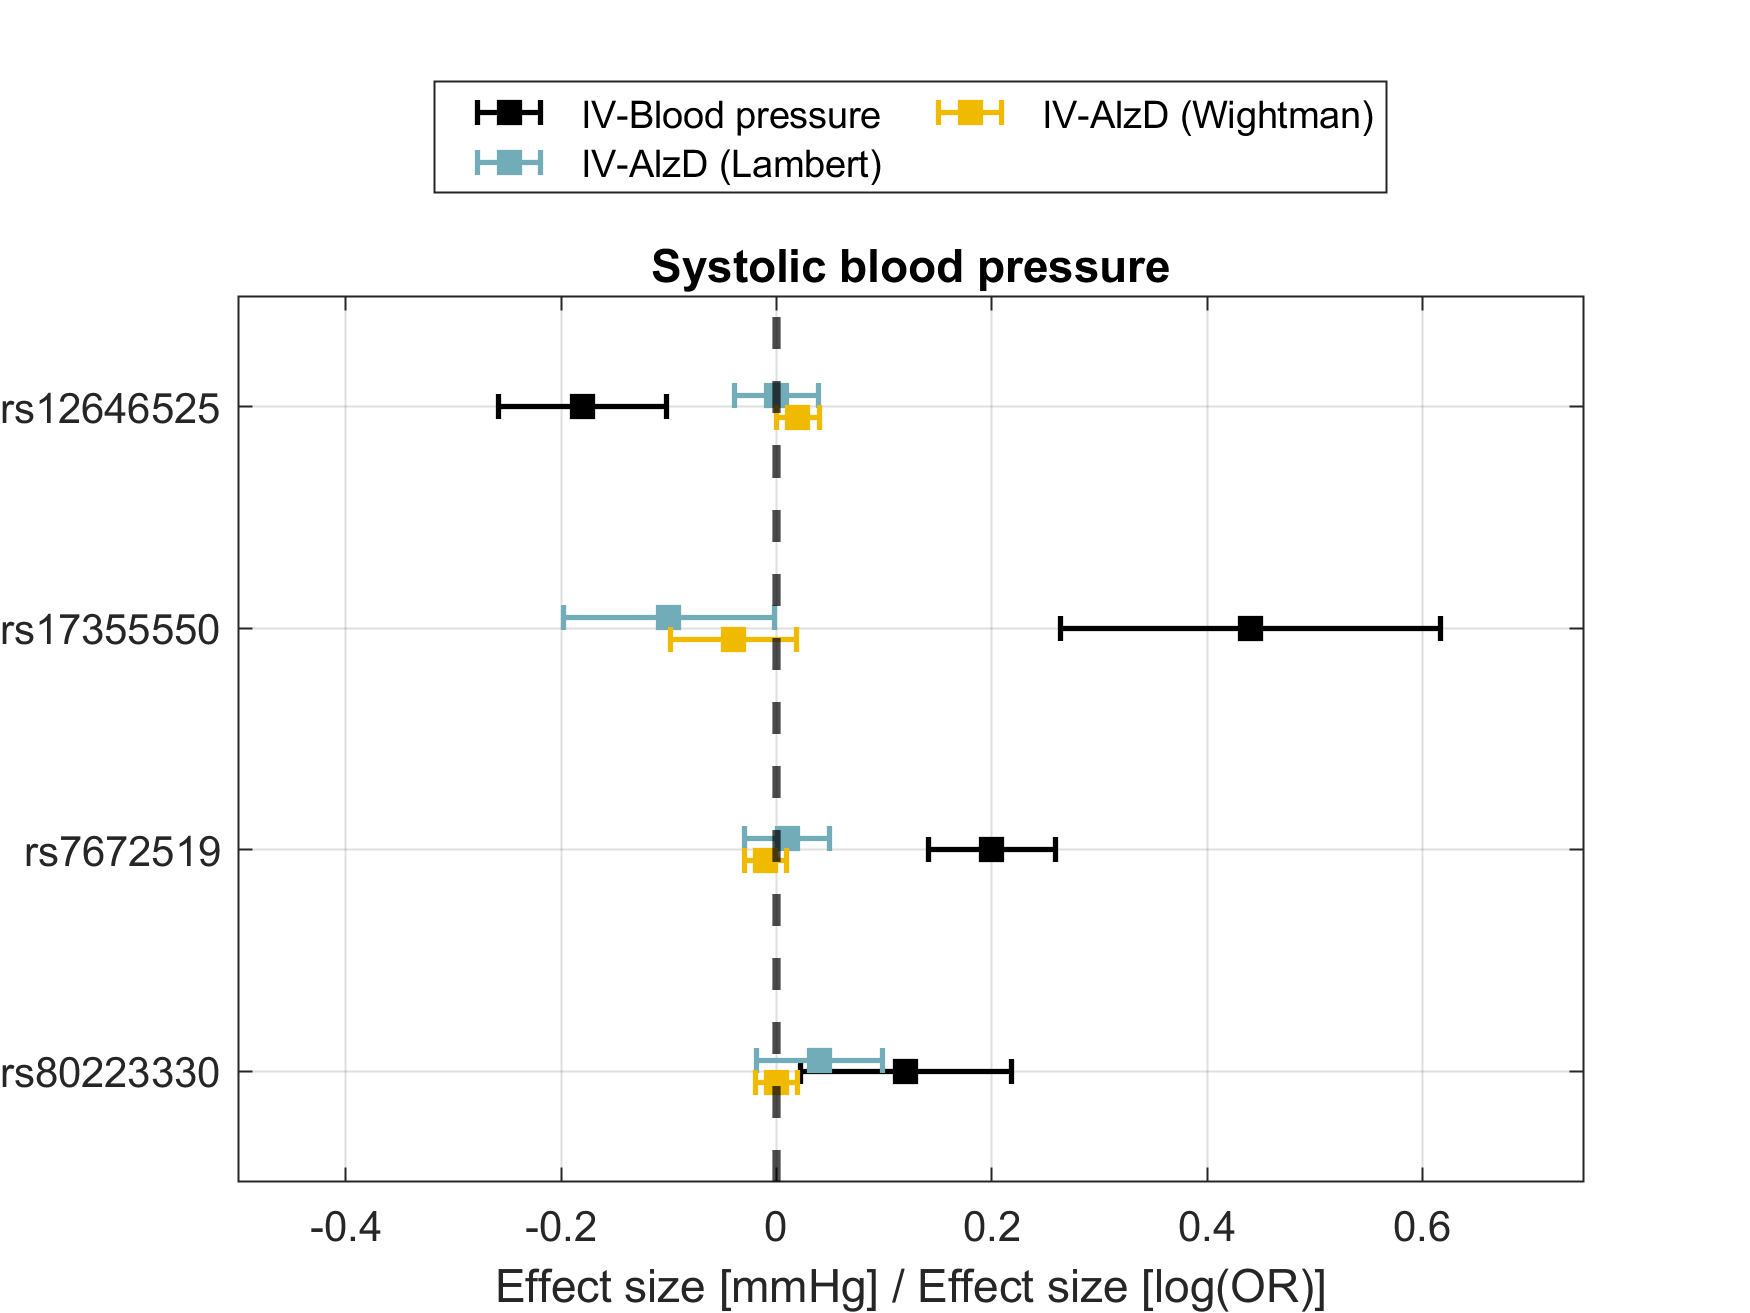 IV-Blood pressure
IV-AlzD (Wightman)
IV-AlzD (Lambert)
Systolic blood pressure
rs12646525
rs17355550
rs7672519
rs80223330
-0.4 -0.2 0 0.2 0.4 0.6
Effect size [mmHg] / Effect size [log(OR)]